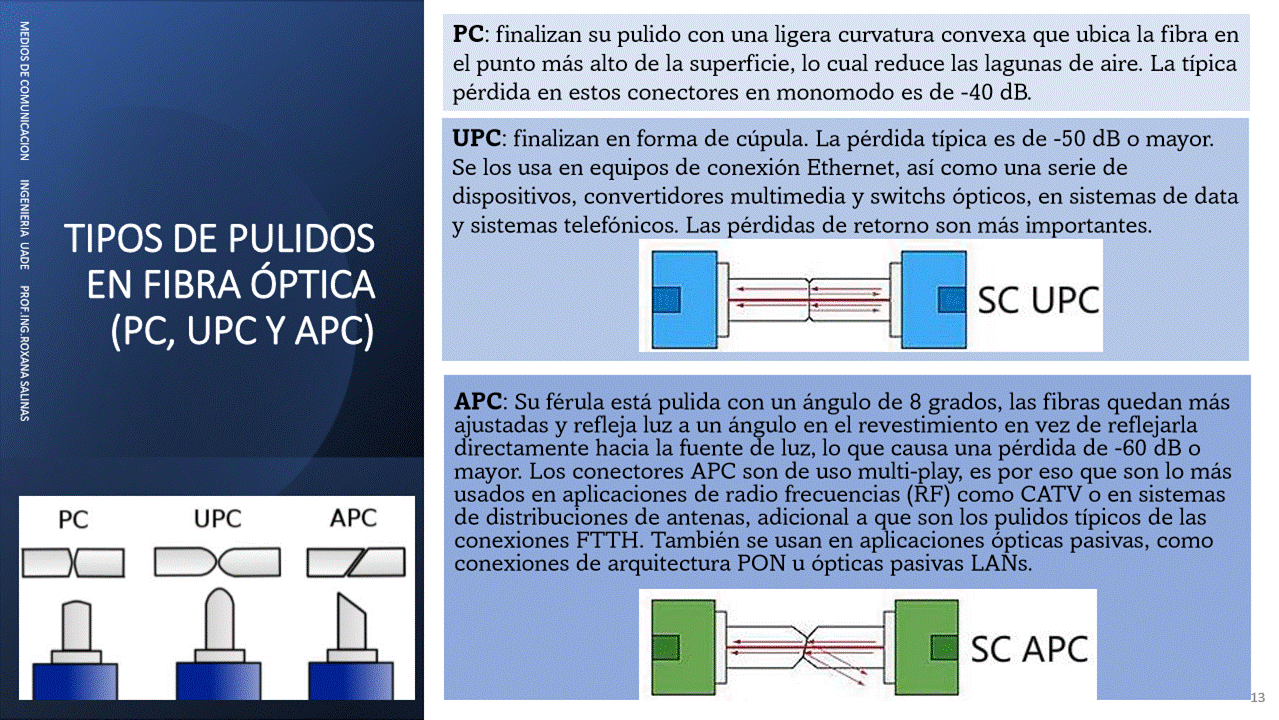 MEDIOS DE COMUNICACION INGENIERIA UADE PROF.ING.ROXANA SALINAS
TIPOS DE PULIDOS
EN FIBRA ÓPTICA
(PC, UPC Y APC)
PC UPC APC
PC: finalizan su pulido con una ligera curvatura convexa que ubica la fibra en
el punto más alto de la superficie, lo cual reduce las lagunas de aire. La típica
pérdida en estos conectores en monomodo es de -40 dB.
UPC: finalizan en forma de cúpula. La pérdida típica es de -50 dB o mayor.
Se los usa en equipos de conexión Ethernet, así como una serie de
dispositivos, convertidores multimedia y switchs ópticos, en sistemas de data
y sistemas telefónicos. Las pérdidas de retorno son más importantes.
SC UPC
APC: Su férula está pulida con un ángulo de 8 grados, las fibras quedan más
ajustadas y refleja luz a un ángulo en el revestimiento en vez de reflejarla
directamente hacia la fuente de luz, lo que causa una pérdida de -60 dB o
mayor. Los conectores APC son de uso multi-play, es por eso que son lo más
usados en aplicaciones de radio frecuencias (RF) como CATV o en sistemas
de distribuciones de antenas, adicional a que son los pulidos típicos de las
conexiones FTTH. También se usan en aplicaciones ópticas pasivas, como
conexiones de arquitectura PON u ópticas pasivas LANs.
SC APC
13